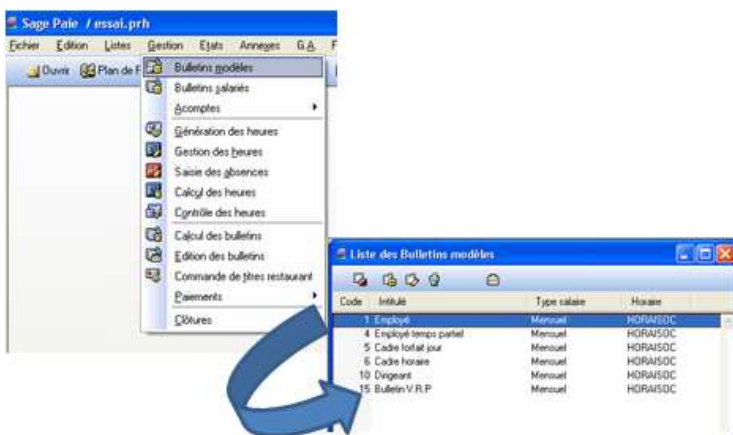 Sage Paie / essai.prh
Fichier Edition Listes Gestion Etats Annexes G.A. F
Ouvrir Plan de F
Bulletins modèles
Bulletins salariés
Acomptes
Génération des heures
Gestion des heures
Saisie des absences
Calcul des heures
Contrôle des heures
Calcul des bulletins
Edition des bulletins
Commande de titres restaurant
Paiements
Clôtures
Liste des Bulletins modèles
Code Intitulé Type salaire Horaire
1 Employé Mensuel HORAISOC
4 Employé temps partiel Mensuel HORAISOC
5 Cadre forfait jour Mensuel HORAISOC
6 Cadre horaire Mensuel HORAISOC
10 Dirigeant Mensuel HORAISOC
15 Bulletin V.R.P Mensuel HORAISOC